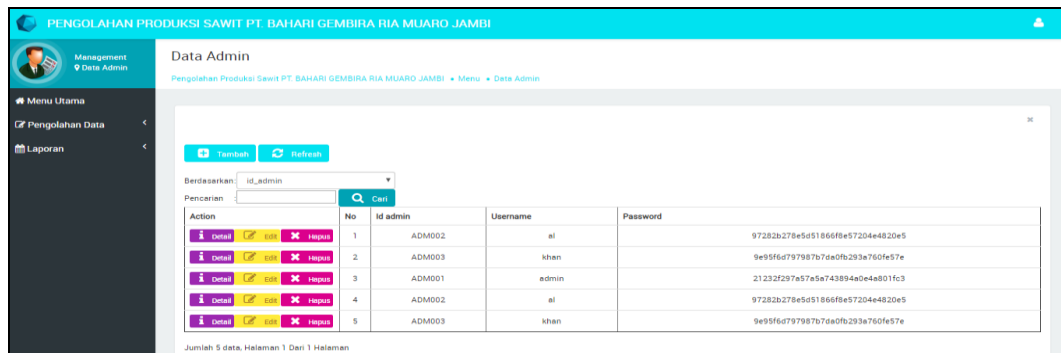 PENGOLAHAN PRODUKSI SAWIT PT. BAHARI GEMBIRA RIA MUARO JAMBI
Management
Data Admin
Menu Utama
Pengolahan Data
Laporan
Data Admin
Pengolahan Produksi Sawit PT. BAHARI GEMBIRA RIA MUARO JAMBI • Menu • Data Admin
Tambah Refresh
Berdasarkan: id_admin
Pencarian : Cari
Action No Id admin Username Password
Detail Edit Hapus 1 ADM002 al 97282b278e5d51866f8e57204e4820e5
Detail Edit Hapus 2 ADM003 khan 9e95f6d797987b7da0fb293a760fe57e
Detail Edit Hapus 3 ADM001 admin 21232f297a57a5a743894a0e4a801fc3
Detail Edit Hapus 4 ADM002 al 97282b278e5d51866f8e57204e4820e5
Detail Edit Hapus 5 ADM003 khan 9e95f6d797987b7da0fb293a760fe57e
Jumlah 5 data, Halaman 1 Dari 1 Halaman